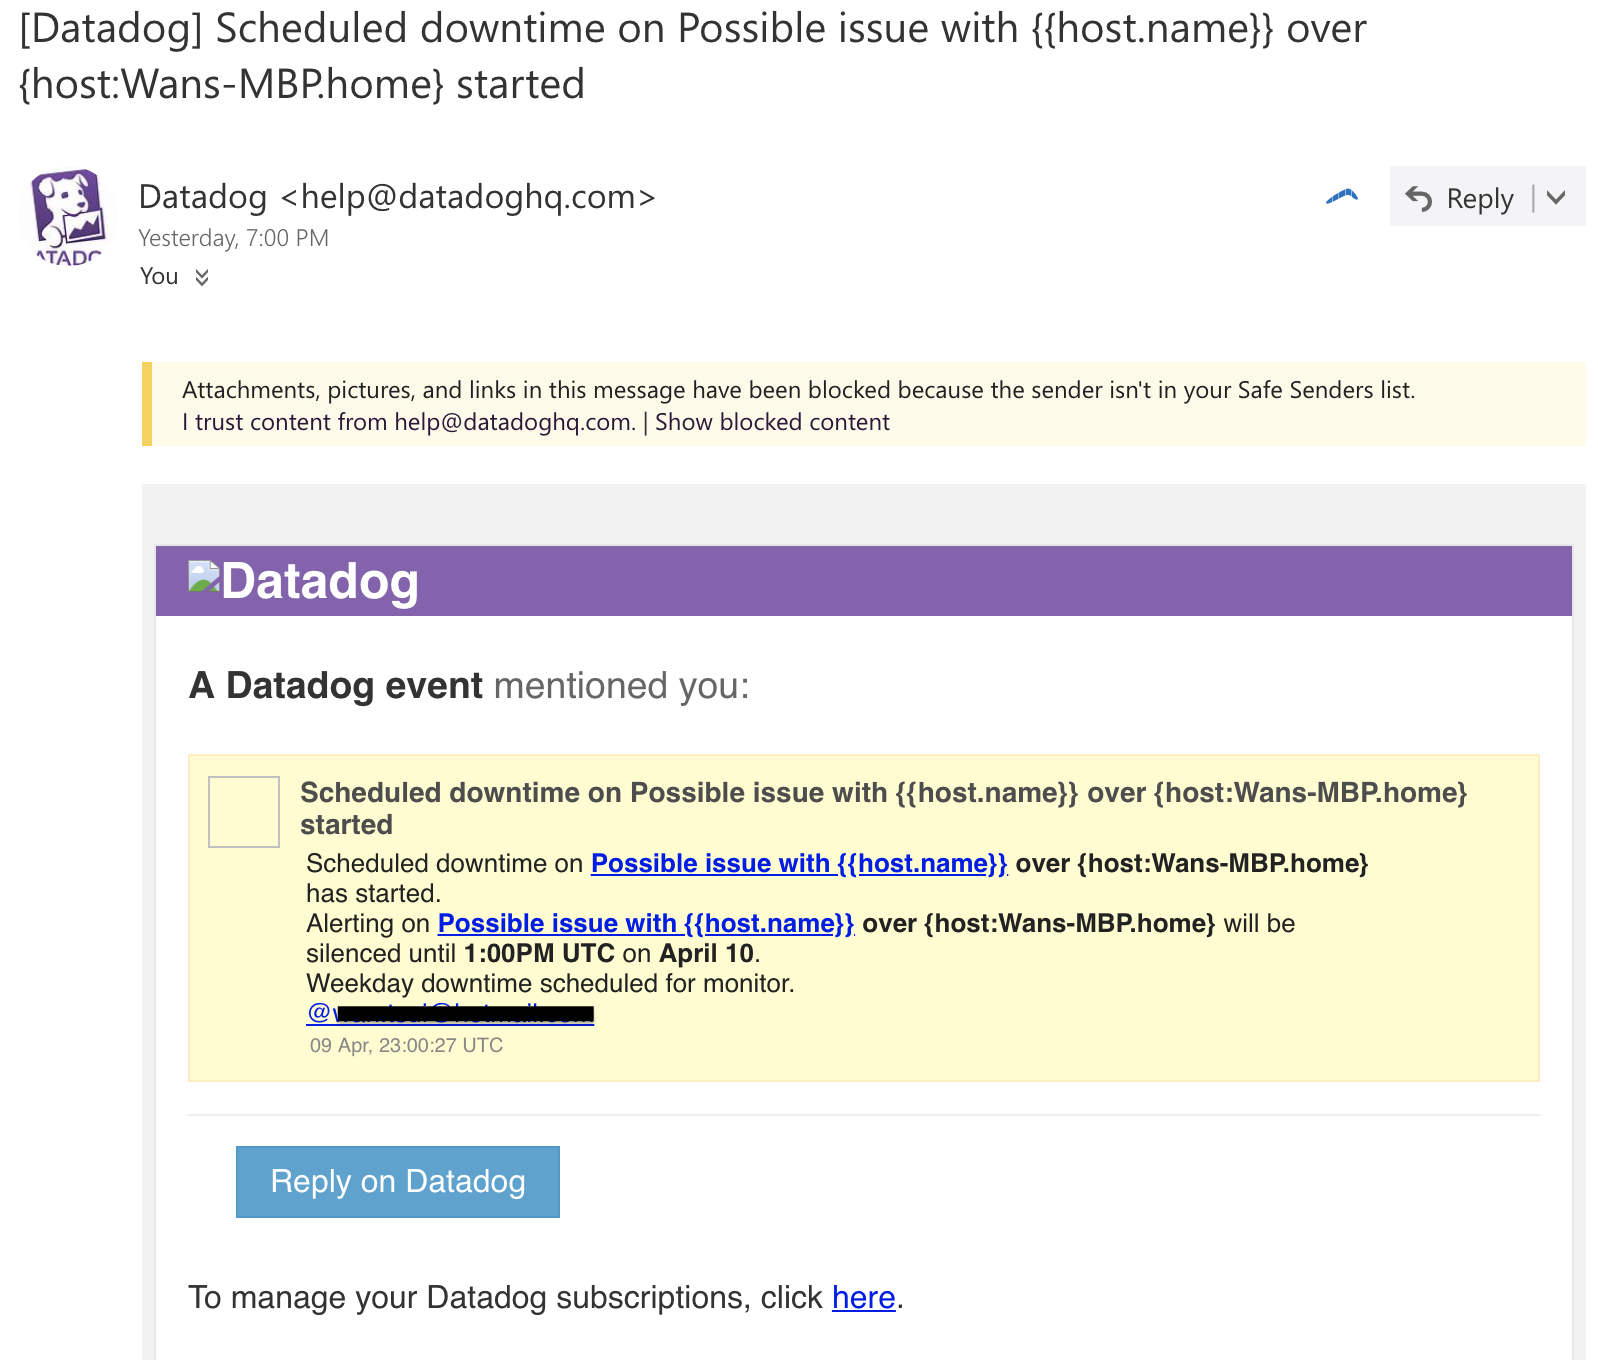 [Datadog] Scheduled downtime on Possible issue with {{host.name}} over
{host:Wans-MBP.home} started
Datadog <help@datadoghq.com>
Reply
Yesterday, 7:00 PM
You
Attachments, pictures, and links in this message have been blocked because the sender isn't in your Safe Senders list.
I trust content from help@datadoghq.com. | Show blocked content
Datadog
A Datadog event mentioned you:
Scheduled downtime on Possible issue with {{host.name}} over {host:Wans-MBP.home}
started
Scheduled downtime on Possible issue with {{host.name}} over {host:Wans-MBP.home}
has started.
Alerting on Possible issue with {{host.name}} over {host:Wans-MBP.home} will be
silenced until 1:00PM UTC on April 10.
Weekday downtime scheduled for monitor.
09 Apr, 23:00:27 UTC
Reply on Datadog
To manage your Datadog subscriptions, click here.